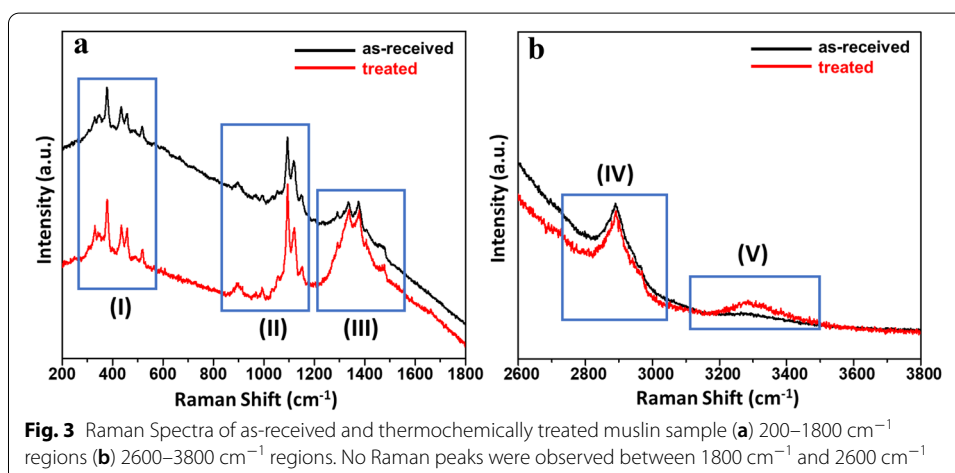 a
as-received
treated
Intensity (a.u.)
(I)
(II)
(III)
200 400 600 800 1000 1200 1400 1600 1800
Raman Shift (cm⁻¹)
b
as-received
treated
Intensity (a.u.)
(IV)
(V)
2600 2800 3000 3200 3400 3600 3800
Raman Shift (cm⁻¹)
Fig. 3 Raman Spectra of as-received and thermochemically treated muslin sample (a) 200–1800 cm⁻¹
regions (b) 2600–3800 cm⁻¹ regions. No Raman peaks were observed between 1800 cm⁻¹ and 2600 cm⁻¹